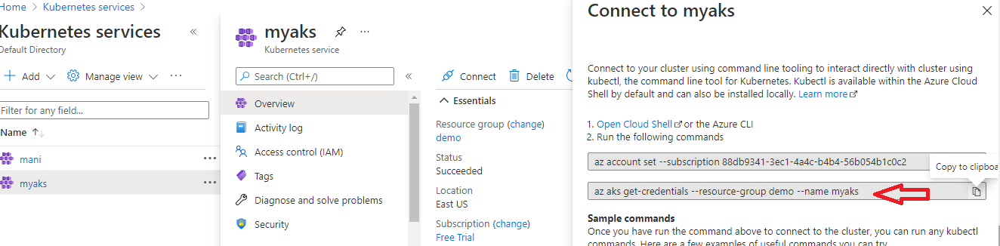 Home > Kubernetes services >
Kubernetes services «
Default Directory
+ Add Manage view ...
Filter for any field...
Name ↑↓
mani ...
myaks ...
myaks ...
Kubernetes service
Search (Ctrl+/) «
Overview
Activity log
Access control (IAM)
Tags
Diagnose and solve problems
Security
Connect Delete
Essentials
Resource group (change)
demo
Status
Succeeded
Location
East US
Subscription (change)
Free Trial
Connect to myaks
Connect to your cluster using command line tooling to interact directly with cluster using
kubectl, the command line tool for Kubernetes. Kubectl is available within the Azure Cloud
Shell by default and can also be installed locally. Learn more
1. Open Cloud Shell or the Azure CLI
2. Run the following commands
az account set --subscription 88db9341-3ec1-4a4c-b4b4-56b054b1c0c2
Copy to clipboa
az aks get-credentials --resource-group demo --name myaks
Sample commands
Once you have run the command above to connect to the cluster, you can run any kubectl
commands. Here are a few examples of useful commands you can try.